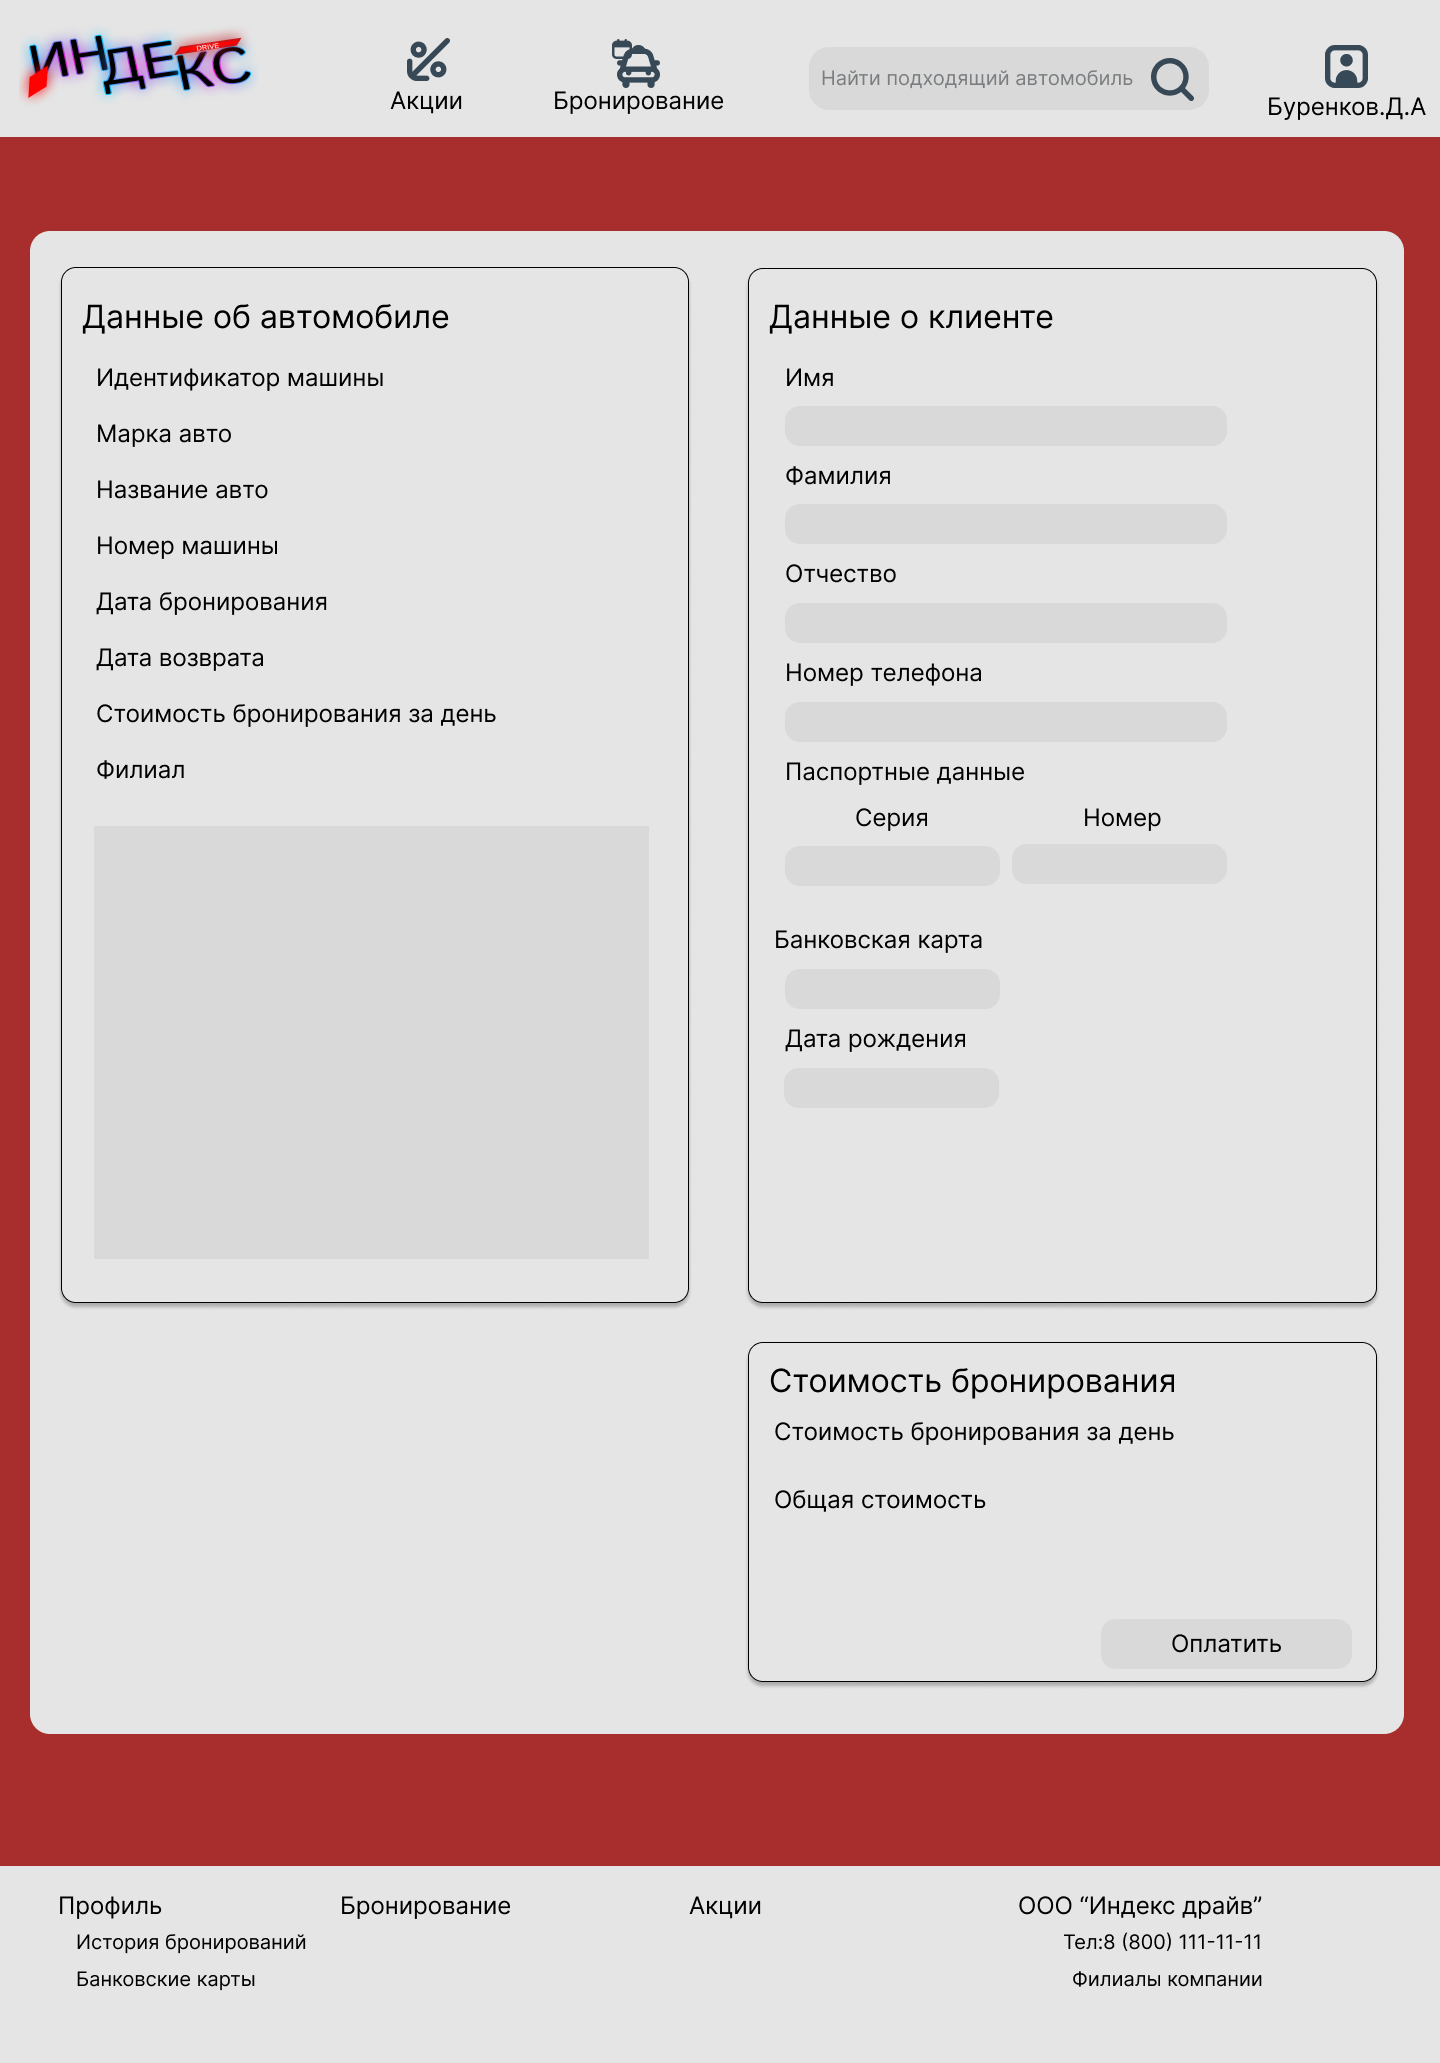 ИНДЕКС
DRIVE
Акции
Бронирование
Найти подходящий автомобиль
Буренков.Д.А
Данные об автомобиле
Идентификатор машины
Марка авто
Название авто
Номер машины
Дата бронирования
Дата возврата
Стоимость бронирования за день
Филиал
Данные о клиенте
Имя
Фамилия
Отчество
Номер телефона
Паспортные данные
Серия Номер
Банковская карта
Дата рождения
Стоимость бронирования
Стоимость бронирования за день
Общая стоимость
Оплатить
Профиль
История бронирований
Банковские карты
Бронирование
Акции
ООО “Индекс драйв”
Тел:8 (800) 111-11-11
Филиалы компании